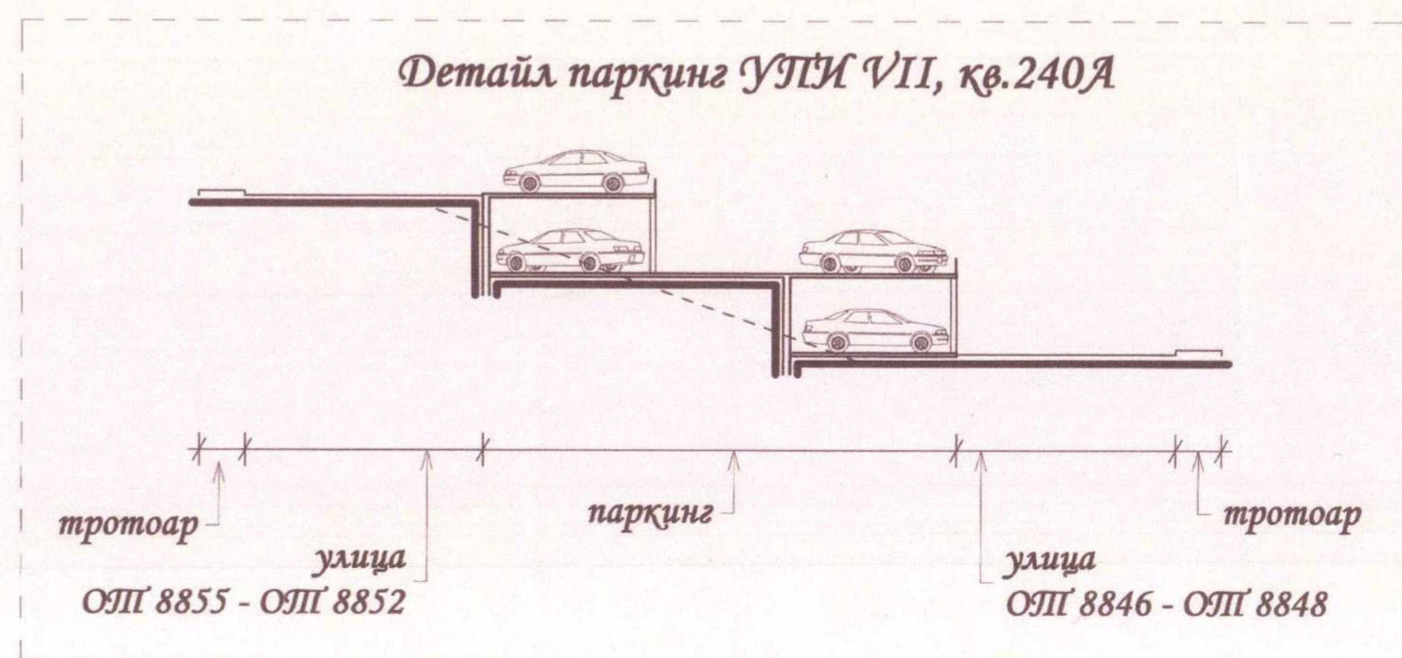 Детайл паркинг УПИ VII, кв.240А
тротоар
улица
ОТ 8855 - ОТ 8852
паркинг
улица
ОТ 8846 - ОТ 8848
тротоар